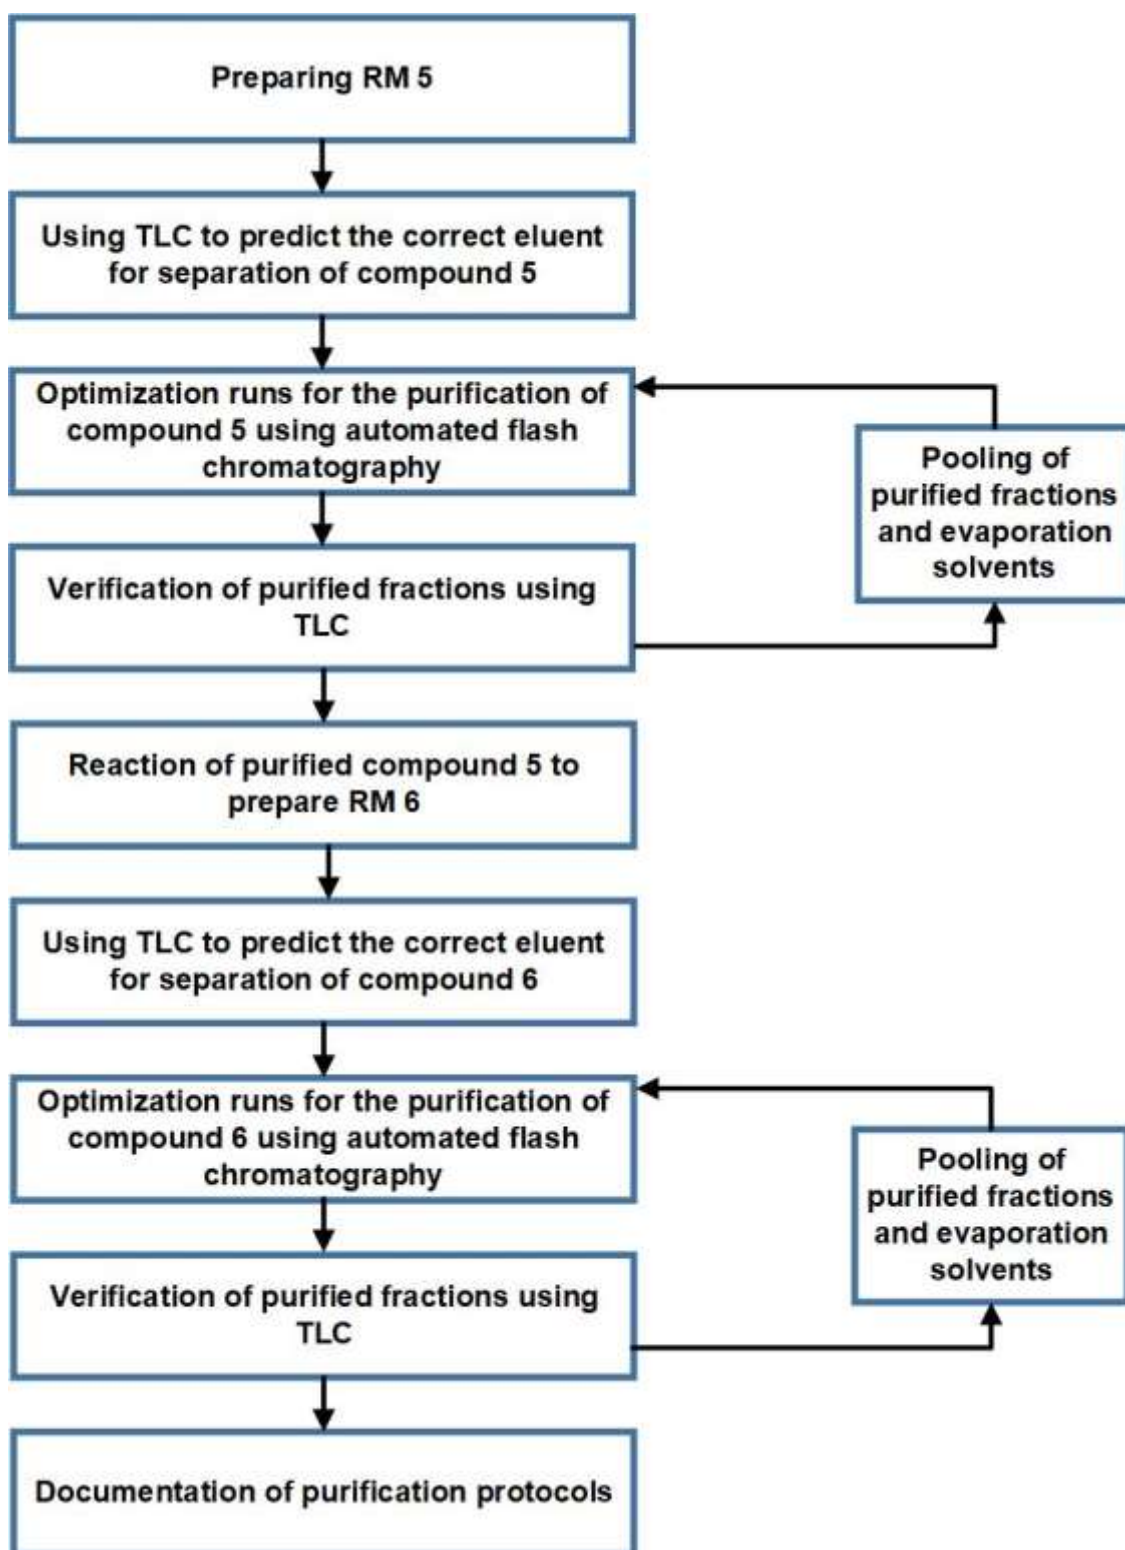 Preparing RM 5
Using TLC to predict the correct eluent
for separation of compound 5
Optimization runs for the purification of
compound 5 using automated flash
chromatography
Pooling of
purified fractions
and evaporation
solvents
Verification of purified fractions using
TLC
Reaction of purified compound 5 to
prepare RM 6
Using TLC to predict the correct eluent
for separation of compound 6
Optimization runs for the purification of
compound 6 using automated flash
chromatography
Pooling of
purified fractions
and evaporation
solvents
Verification of purified fractions using
TLC
Documentation of purification protocols